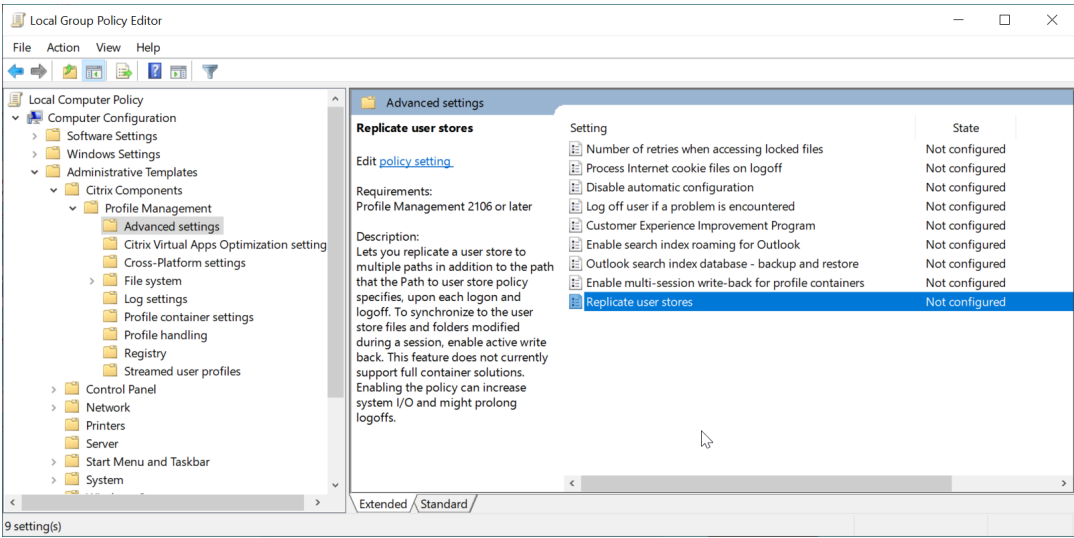 Local Group Policy Editor
File Action View Help
Local Computer Policy
Computer Configuration
Software Settings
Windows Settings
Administrative Templates
Citrix Components
Profile Management
Advanced settings
Citrix Virtual Apps Optimization setting
Cross-Platform settings
File system
Log settings
Profile container settings
Profile handling
Registry
Streamed user profiles
Control Panel
Network
Printers
Server
Start Menu and Taskbar
System
Advanced settings
Replicate user stores
Edit policy setting
Requirements:
Profile Management 2106 or later
Description:
Lets you replicate a user store to
multiple paths in addition to the path
that the Path to user store policy
specifies, upon each logon and
logoff. To synchronize to the user
store files and folders modified
during a session, enable active write
back. This feature does not currently
support full container solutions.
Enabling the policy can increase
system I/O and might prolong
logoffs.
Setting State
Number of retries when accessing locked files Not configured
Process Internet cookie files on logoff Not configured
Disable automatic configuration Not configured
Log off user if a problem is encountered Not configured
Customer Experience Improvement Program Not configured
Enable search index roaming for Outlook Not configured
Outlook search index database - backup and restore Not configured
Enable multi-session write-back for profile containers Not configured
Replicate user stores Not configured
Extended Standard
9 setting(s)